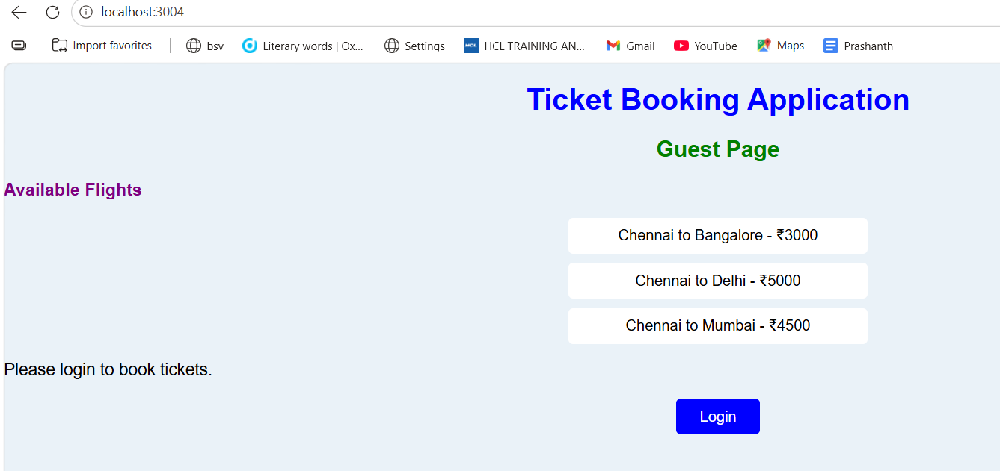 localhost:3004
Import favorites bsv Literary words | Ox... Settings HCL HCL TRAINING AN... Gmail YouTube Maps Prashanth
Ticket Booking Application
Guest Page
Available Flights
Chennai to Bangalore - ₹3000
Chennai to Delhi - ₹5000
Chennai to Mumbai - ₹4500
Please login to book tickets.
Login